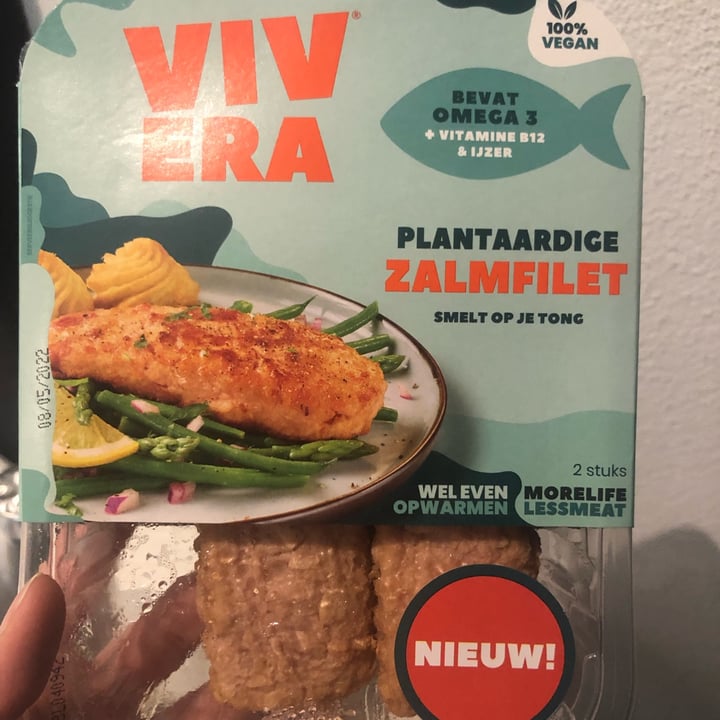 VIV
ERA
®
100%
VEGAN
BEVAT
OMEGA 3
+ VITAMINE B12
& IJZER
PLANTAARDIGE
ZALMFILET
SMELT OP JE TONG
08/05/2022
2 stuks
WEL EVEN
OPWARMEN
MORELIFE
LESSMEAT
NIEUW!